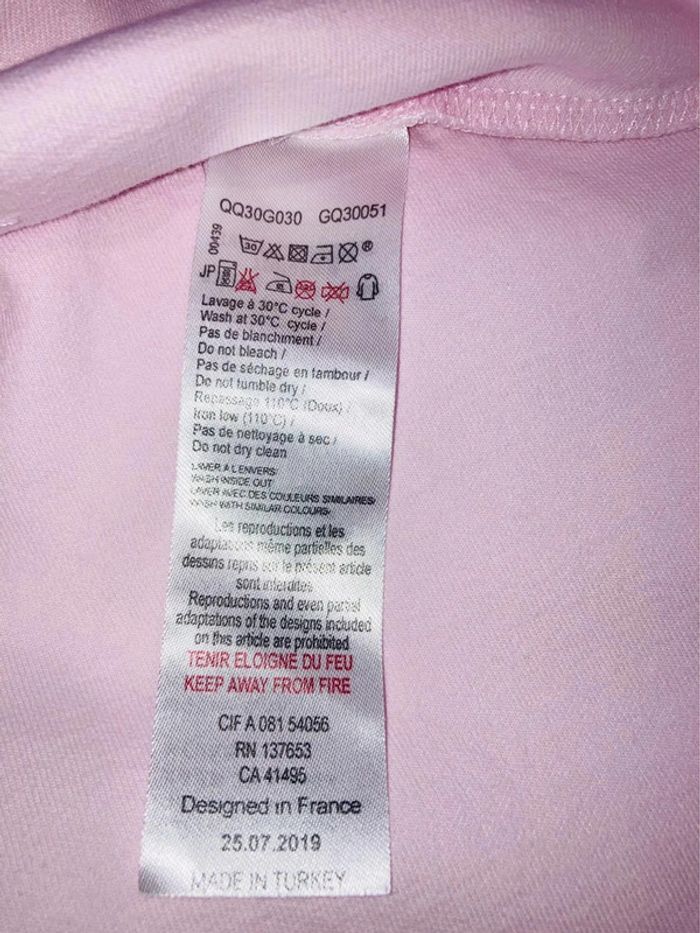 QQ30G030 GQ30051
00439
30 ®
JP
Lavage à 30°C cycle /
Wash at 30°C cycle /
Pas de blanchiment /
Do not bleach /
Pas de séchage en tambour /
Do not tumble dry /
Repassage 110°C (Doux) /
Iron low (110°C) /
Pas de nettoyage à sec /
Do not dry clean
LAVER A L'ENVERS/
WASH INSIDE OUT
LAVER AVEC DES COULEURS SIMILAIRES/
WASH WITH SIMILAR COLOURS
Les reproductions et les
adaptations même partielles des
dessins repris sur le présent article
sont interdites
Reproductions and even partial
adaptations of the designs included
on this article are prohibited
TENIR ELOIGNE DU FEU
KEEP AWAY FROM FIRE
CIF A 081 54056
RN 137653
CA 41495
Designed in France
25.07.2019
MADE IN TURKEY